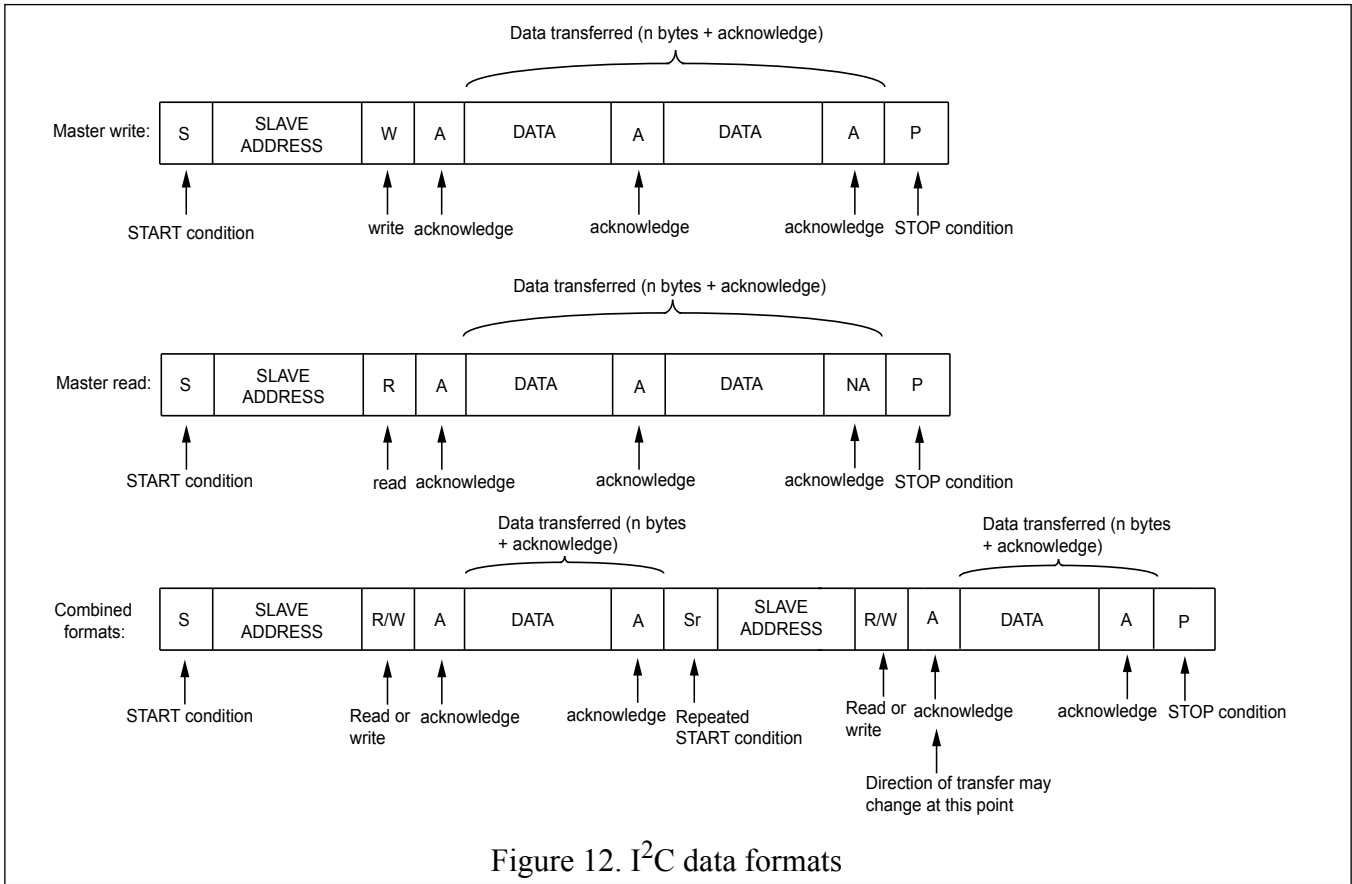 Data transferred (n bytes + acknowledge)
Master write: S SLAVE ADDRESS W A DATA A DATA A P
START condition write acknowledge acknowledge acknowledge STOP condition
Data transferred (n bytes + acknowledge)
Master read: S SLAVE ADDRESS R A DATA A DATA NA P
START condition read acknowledge acknowledge acknowledge STOP condition
Data transferred (n bytes
+ acknowledge)
Data transferred (n bytes
+ acknowledge)
Combined formats: S SLAVE ADDRESS R/W A DATA A Sr SLAVE ADDRESS R/W A DATA A P
START condition Read or write acknowledge acknowledge Repeated START condition Read or write acknowledge acknowledge STOP condition
Direction of transfer may
change at this point
Figure 12. I²C data formats